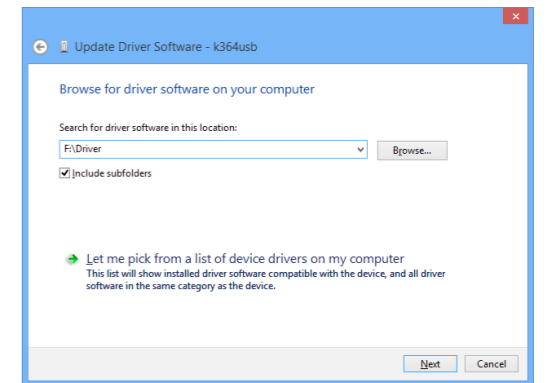 Update Driver Software - k364usb
Browse for driver software on your computer
Search for driver software in this location:
F:\Driver
Browse...
Include subfolders
Let me pick from a list of device drivers on my computer
This list will show installed driver software compatible with the device, and all driver
software in the same category as the device.
Next
Cancel